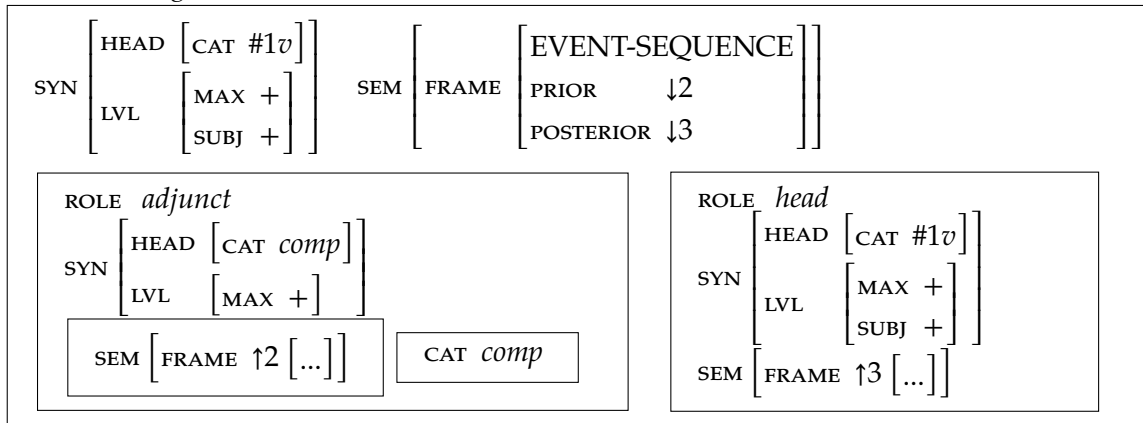 SYN [HEAD [CAT #1v] LVL [MAX + SUBJ +]] SEM [FRAME [EVENT-SEQUENCE PRIOR ↓2 POSTERIOR ↓3]]
ROLE adjunct
SYN [HEAD [CAT comp] LVL [MAX +]]
SEM [FRAME ↑2 [...]]
CAT comp
ROLE head
SYN [HEAD [CAT #1v] LVL [MAX + SUBJ +]]
SEM [FRAME ↑3 [...]]